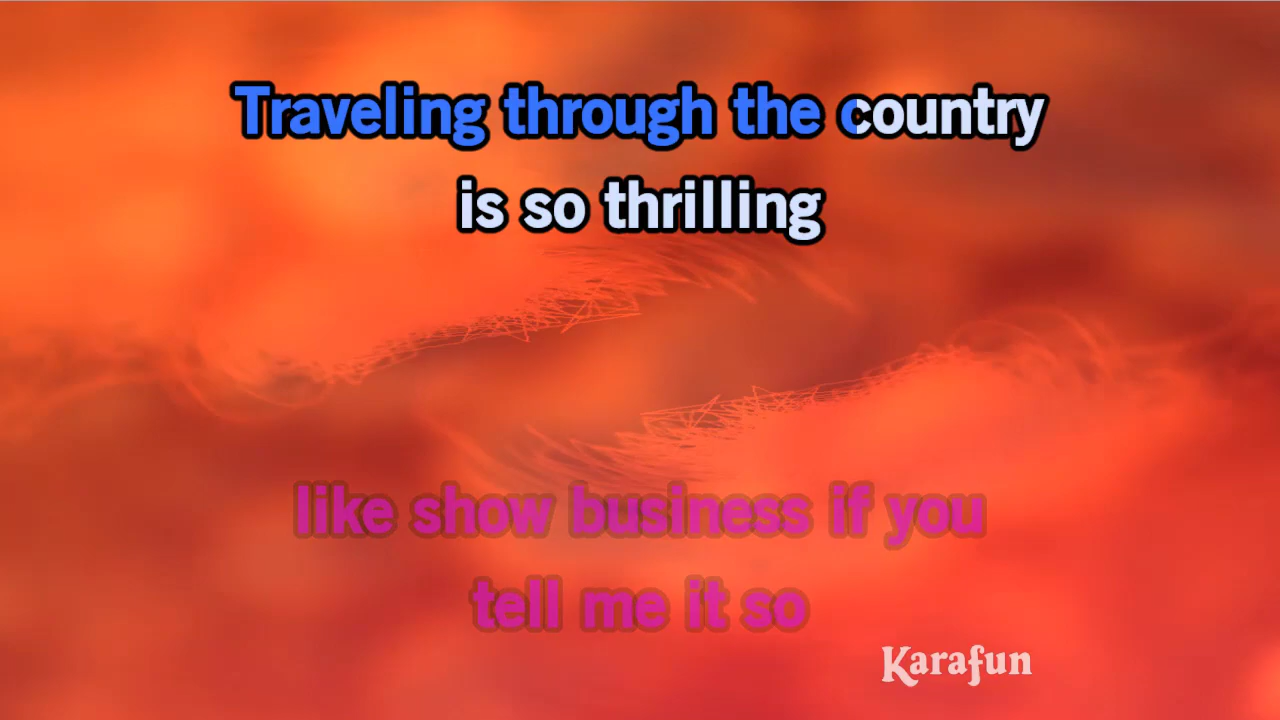 Traveling through the country
is so thrilling
like show business if you
tell me it so
Karafun